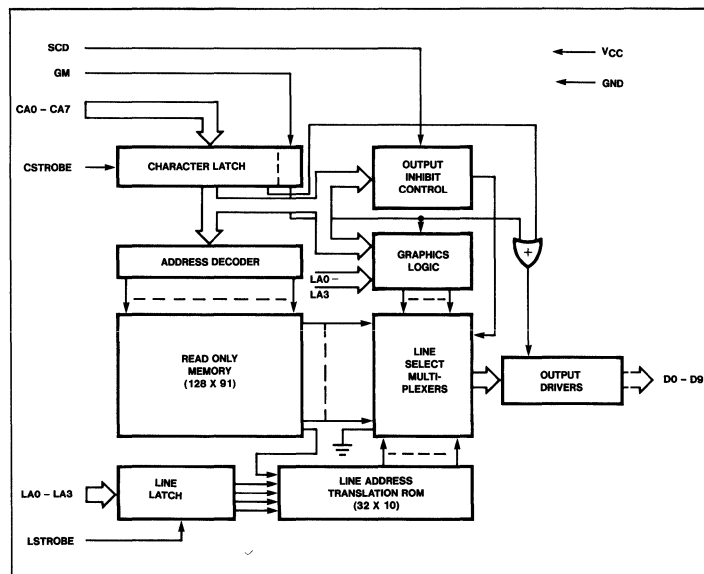 SCD
VCC
GM
GND
CA0 – CA7
CSTROBE
CHARACTER LATCH
OUTPUT
INHIBIT
CONTROL
ADDRESS DECODER
GRAPHICS
LOGIC
+
LA0 –
LA3
READ ONLY
MEMORY
(128 X 91)
LINE
SELECT
MULTI-
PLEXERS
OUTPUT
DRIVERS
D0 – D9
LA0 – LA3
LINE
LATCH
LINE ADDRESS
TRANSLATION ROM
(32 X 10)
LSTROBE